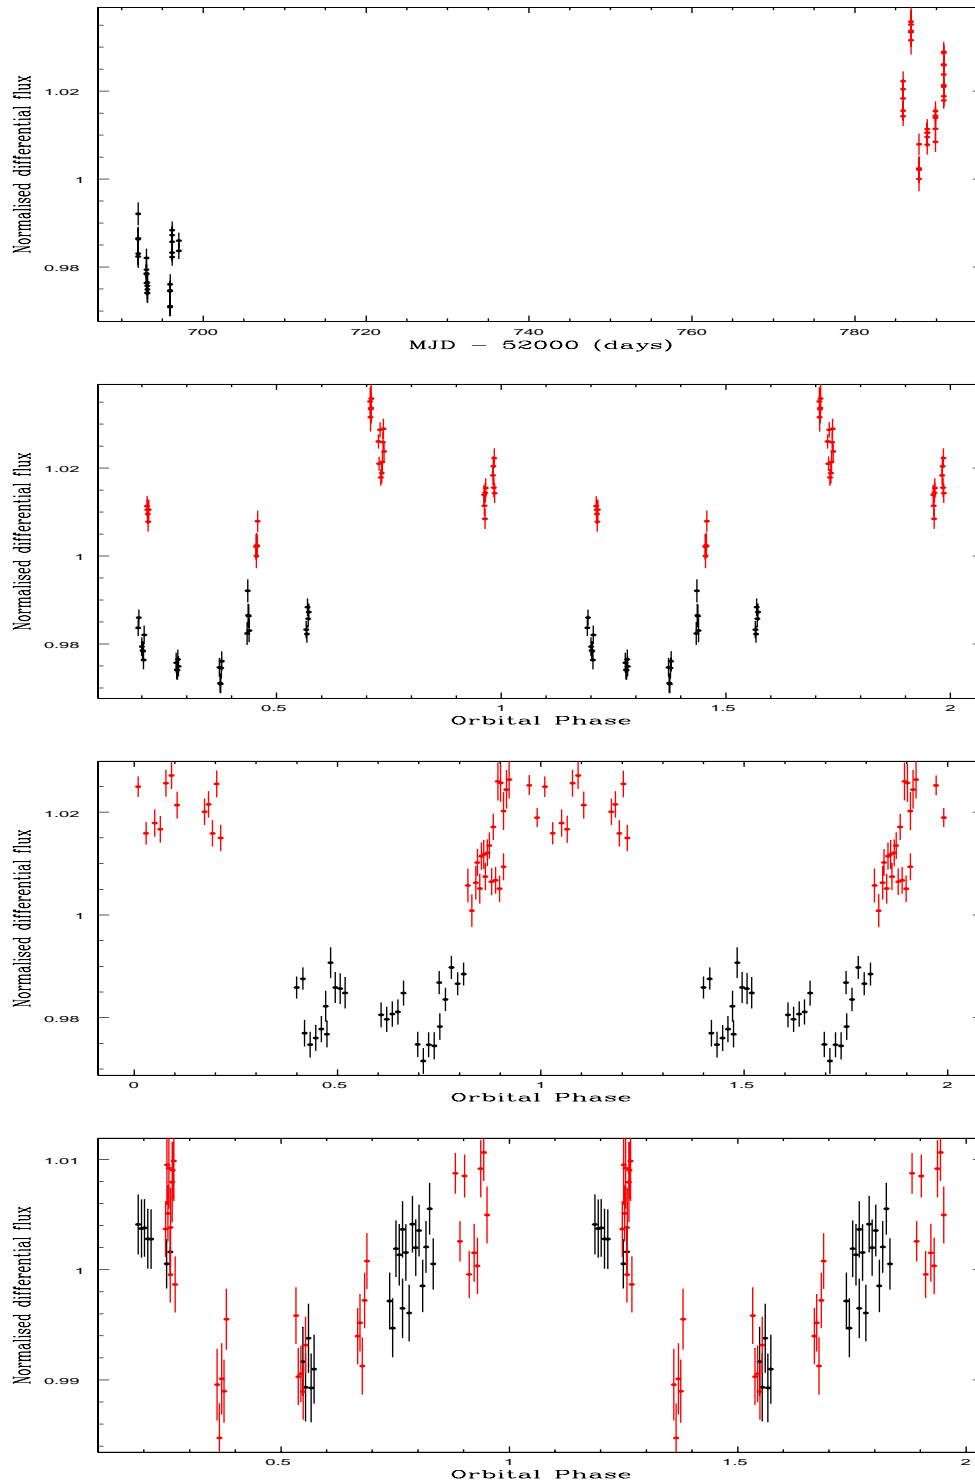 Normalised differential flux
1.02
1
0.98
700 720 740 760 780
MJD − 52000 (days)
Normalised differential flux
1.02
1
0.98
0.5 1 1.5 2
Orbital Phase
Normalised differential flux
1.02
1
0.98
0 0.5 1 1.5 2
Orbital Phase
Normalised differential flux
1.01
1
0.99
0.5 1 1.5 2
Orbital Phase